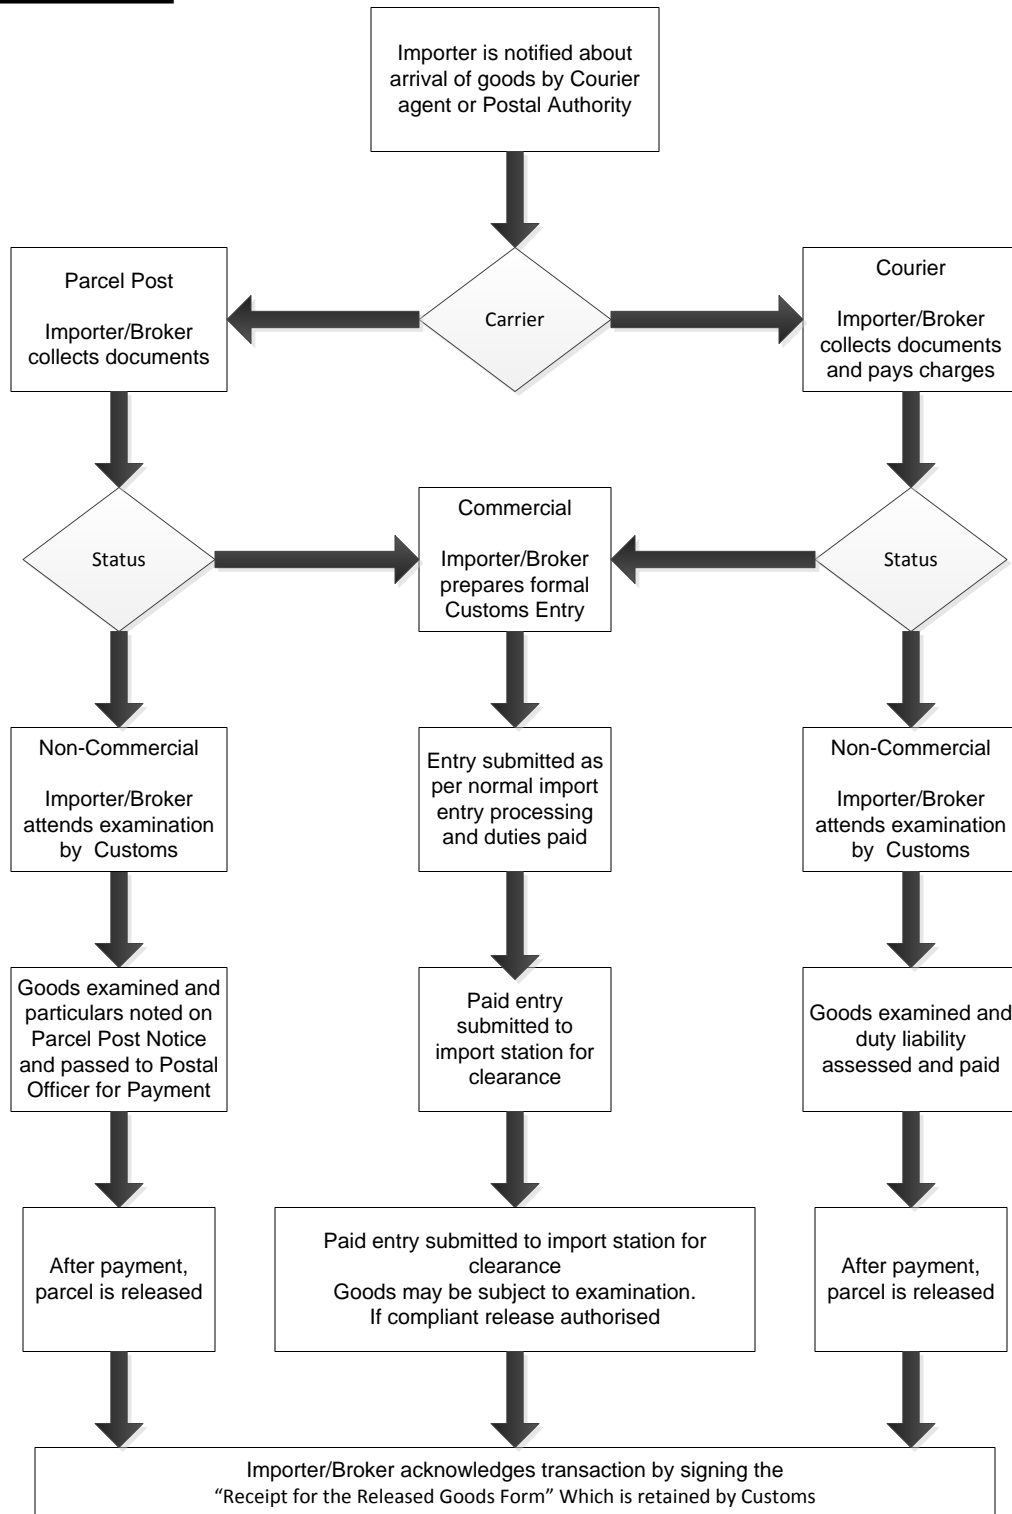 Importer is notified about
arrival of goods by Courier
agent or Postal Authority
Parcel Post
Importer/Broker
collects documents
Carrier
Courier
Importer/Broker
collects documents
and pays charges
Status
Commercial
Importer/Broker
prepares formal
Customs Entry
Status
Non-Commercial
Importer/Broker
attends examination
by Customs
Entry submitted as
per normal import
entry processing
and duties paid
Non-Commercial
Importer/Broker
attends examination
by Customs
Goods examined and
particulars noted on
Parcel Post Notice
and passed to Postal
Officer for Payment
Paid entry
submitted to
import station for
clearance
Goods examined and
duty liability
assessed and paid
After payment,
parcel is released
Paid entry submitted to import station for
clearance
Goods may be subject to examination.
If compliant release authorised
After payment,
parcel is released
Importer/Broker acknowledges transaction by signing the
“Receipt for the Released Goods Form” Which is retained by Customs